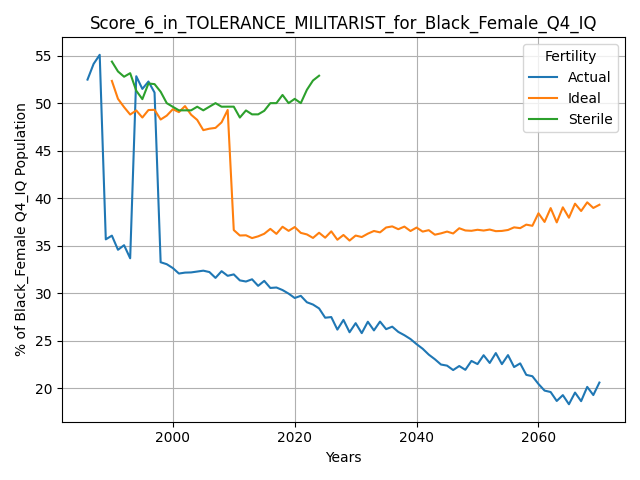 Score_6_in_TOLERANCE_MILITARIST_for_Black_Female_Q4_IQ
Fertility
Actual
Ideal
Sterile
% of Black_Female Q4_IQ Population
55
50
45
40
35
30
25
20
2000
2020
2040
2060
Years